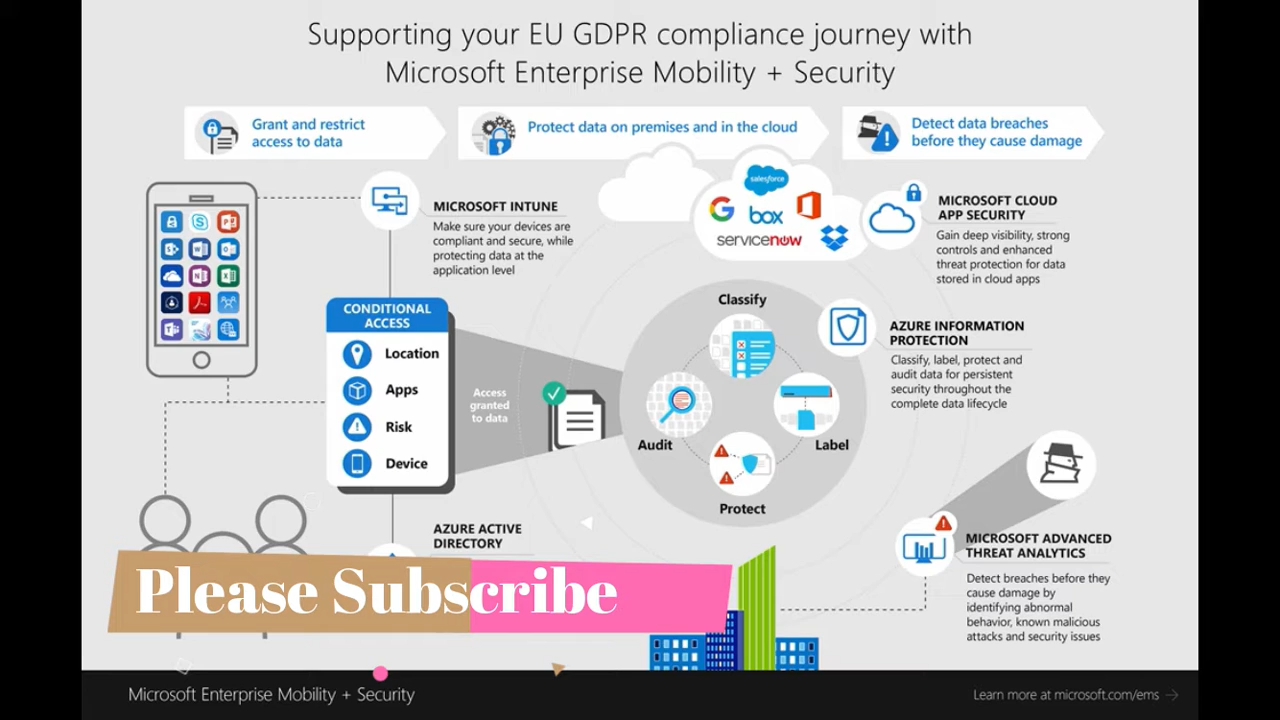 Supporting your EU GDPR compliance journey with
Microsoft Enterprise Mobility + Security
Grant and restrict
access to data
Protect data on premises and in the cloud
Detect data breaches
before they cause damage
salesforce
G
box
servicenow
MICROSOFT INTUNE
Make sure your devices are
compliant and secure, while
protecting data at the
application level
MICROSOFT CLOUD
APP SECURITY
Gain deep visibility, strong
controls and enhanced
threat protection for data
stored in cloud apps
CONDITIONAL
ACCESS
Location
Apps
Risk
Device
Access
granted
to data
Classify
Audit
Label
Protect
AZURE INFORMATION
PROTECTION
Classify, label, protect and
audit data for persistent
security throughout the
complete data lifecycle
AZURE ACTIVE
DIRECTORY
MICROSOFT ADVANCED
THREAT ANALYTICS
Detect breaches before they
cause damage by
identifying abnormal
behavior, known malicious
attacks and security issues
Please Subscribe
Microsoft Enterprise Mobility + Security
Learn more at microsoft.com/ems